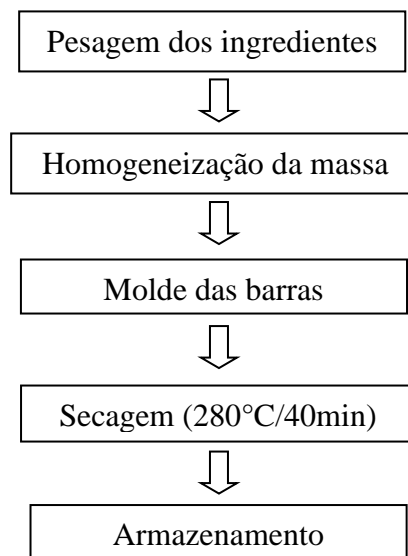 Pesagem dos ingredientes
Homogeneização da massa
Molde das barras
Secagem (280°C/40min)
Armazenamento